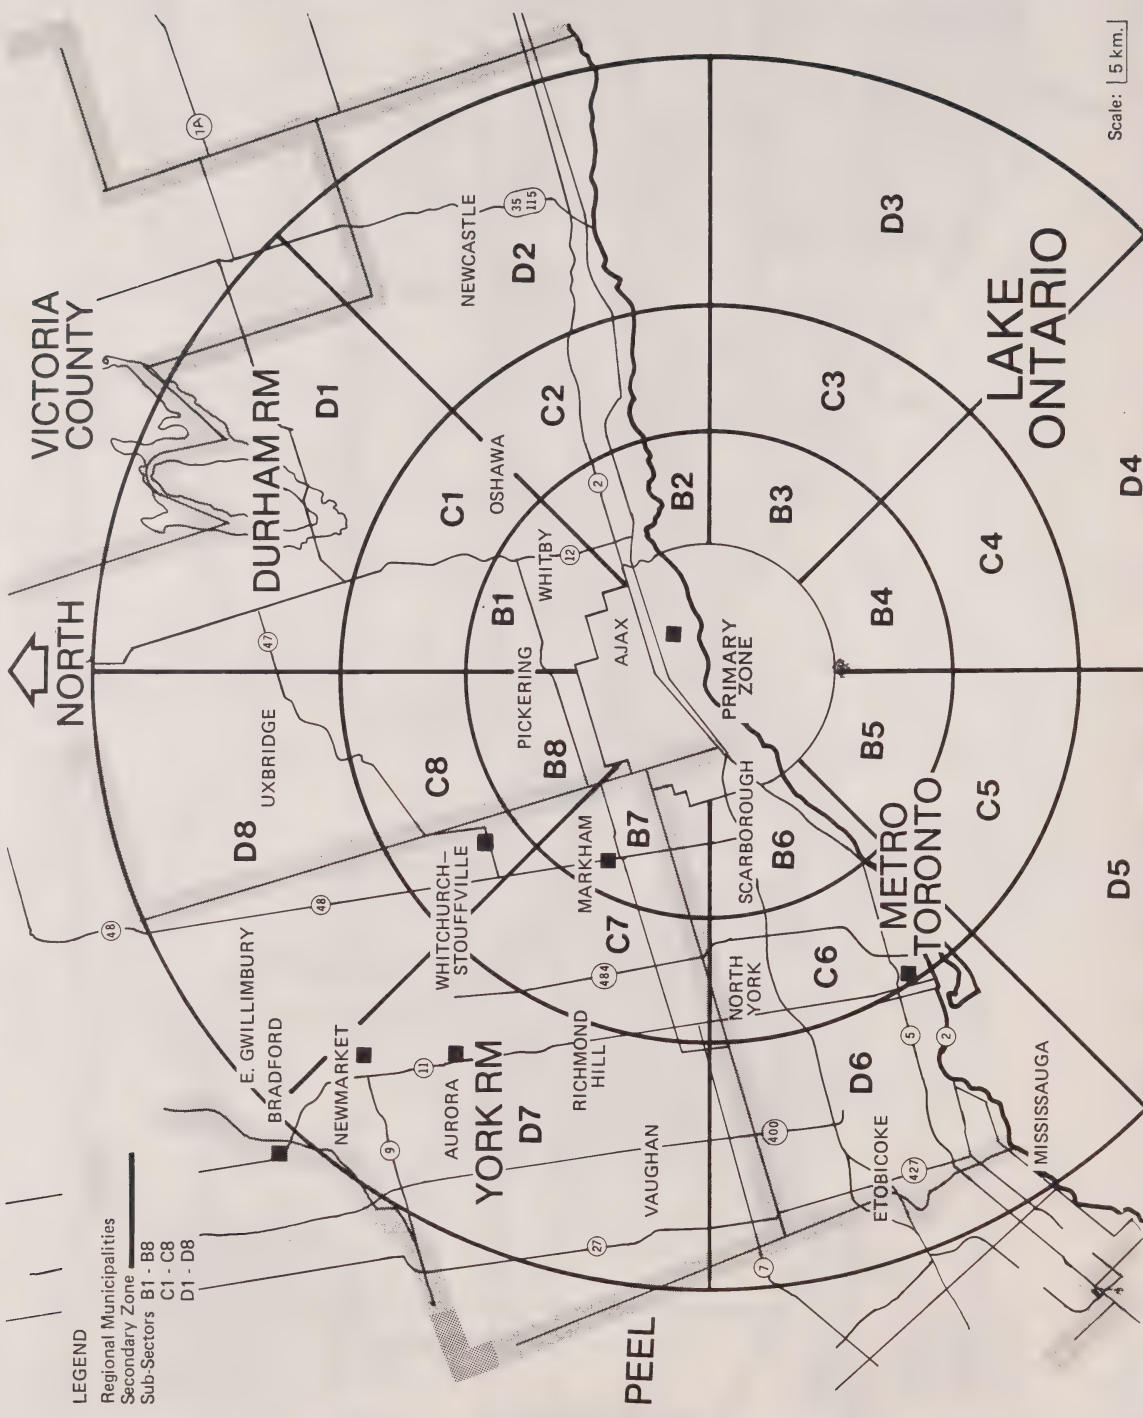 LEGEND
Regional Municipalities
Secondary Zone
Sub-Sectors B1 - B8
C1 - C8
D1 - D8
NORTH
VICTORIA
COUNTY
DURHAM RM
YORK RM
PEEL
METRO
TORONTO
LAKE
ONTARIO
PRIMARY
ZONE
BRADFORD
E. GWILLIMBURY
NEWMARKET
AURORA
RICHMOND
HILL
VAUGHAN
WHITCHURCH–
STOUFFVILLE
MARKHAM
UXBRIDGE
PICKERING
AJAX
WHITBY
OSHAWA
NEWCASTLE
SCARBOROUGH
NORTH
YORK
ETOBICOKE
MISSISSAUGA
B1
B2
B3
B4
B5
B6
B7
B8
C1
C2
C3
C4
C5
C6
C7
C8
D1
D2
D3
D4
D5
D6
D7
D8
7A
35
115
47
12
2
48
48
484
11
9
400
27
7
427
5
2
Scale: 5 km.